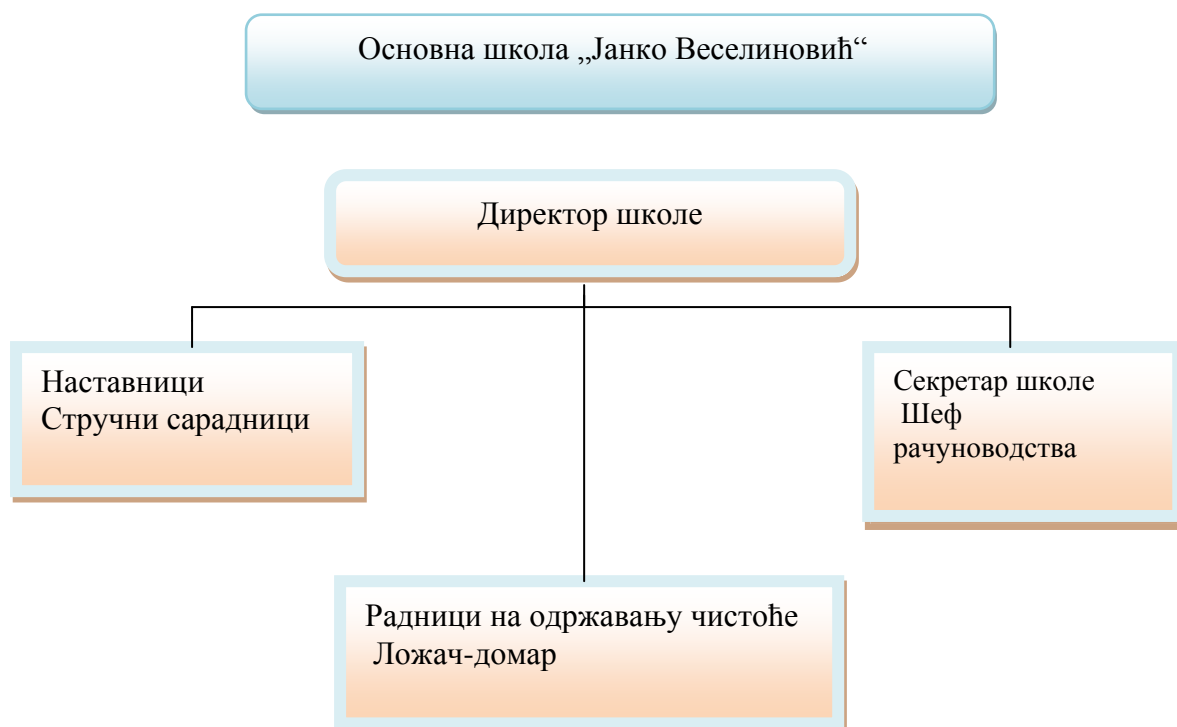 Основна школа „Јанко Веселиновић“
Директор школе
Наставници
Стручни сарадници
Секретар школе
Шеф
рачуноводства
Радници на одржавању чистоће
Ложач-домар